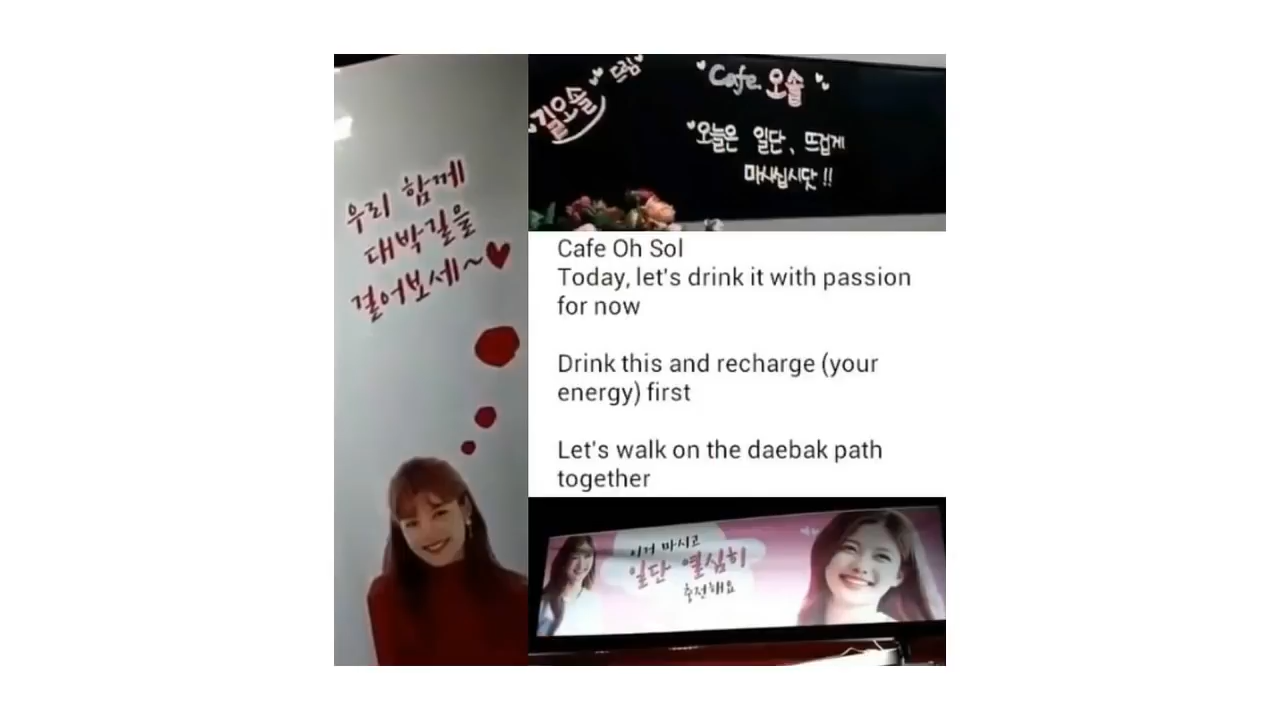 우리 함께
대박길을
걸어보세~♥
길오솔 드림
Cafe 오솔
오늘은 일단, 뜨겁게
마시십시닷!!
Cafe Oh Sol
Today, let's drink it with passion
for now
Drink this and recharge (your
energy) first
Let's walk on the daebak path
together
이거 마시고
일단 열심히
충전해요